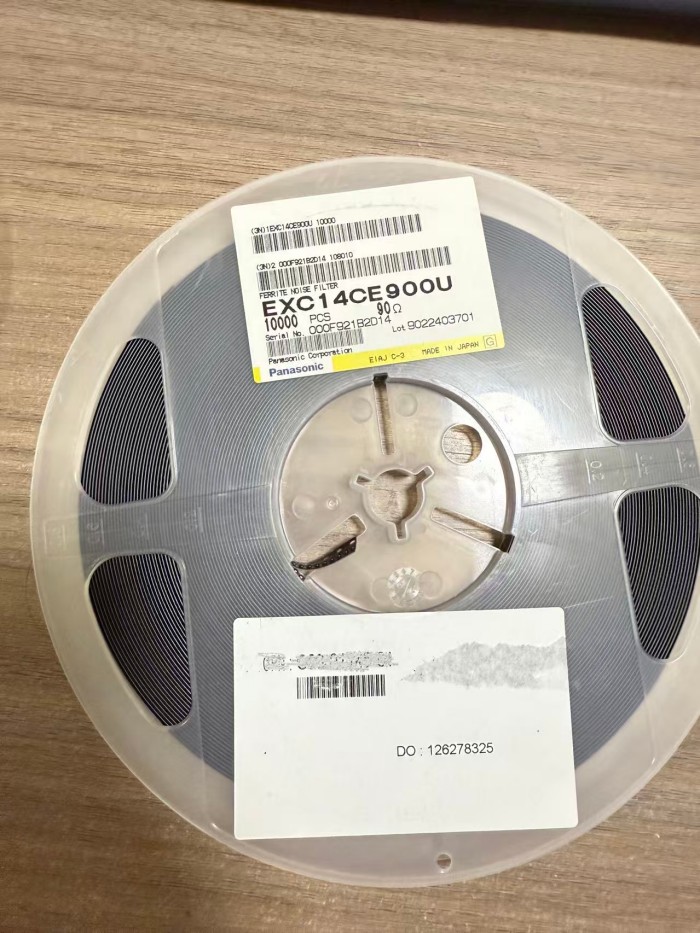 (3N)1EXC14CE900U 10000
(3N)2 000F921B2D14 108010
FERRITE NOISE FILTER
EXC14CE900U
10000 PCS 90Ω
Serial No. 000F921B2D14 Lot 9022403701
Panasonic Corporation
Panasonic EIAJ C-3 MADE IN JAPAN G
DO : 126278325